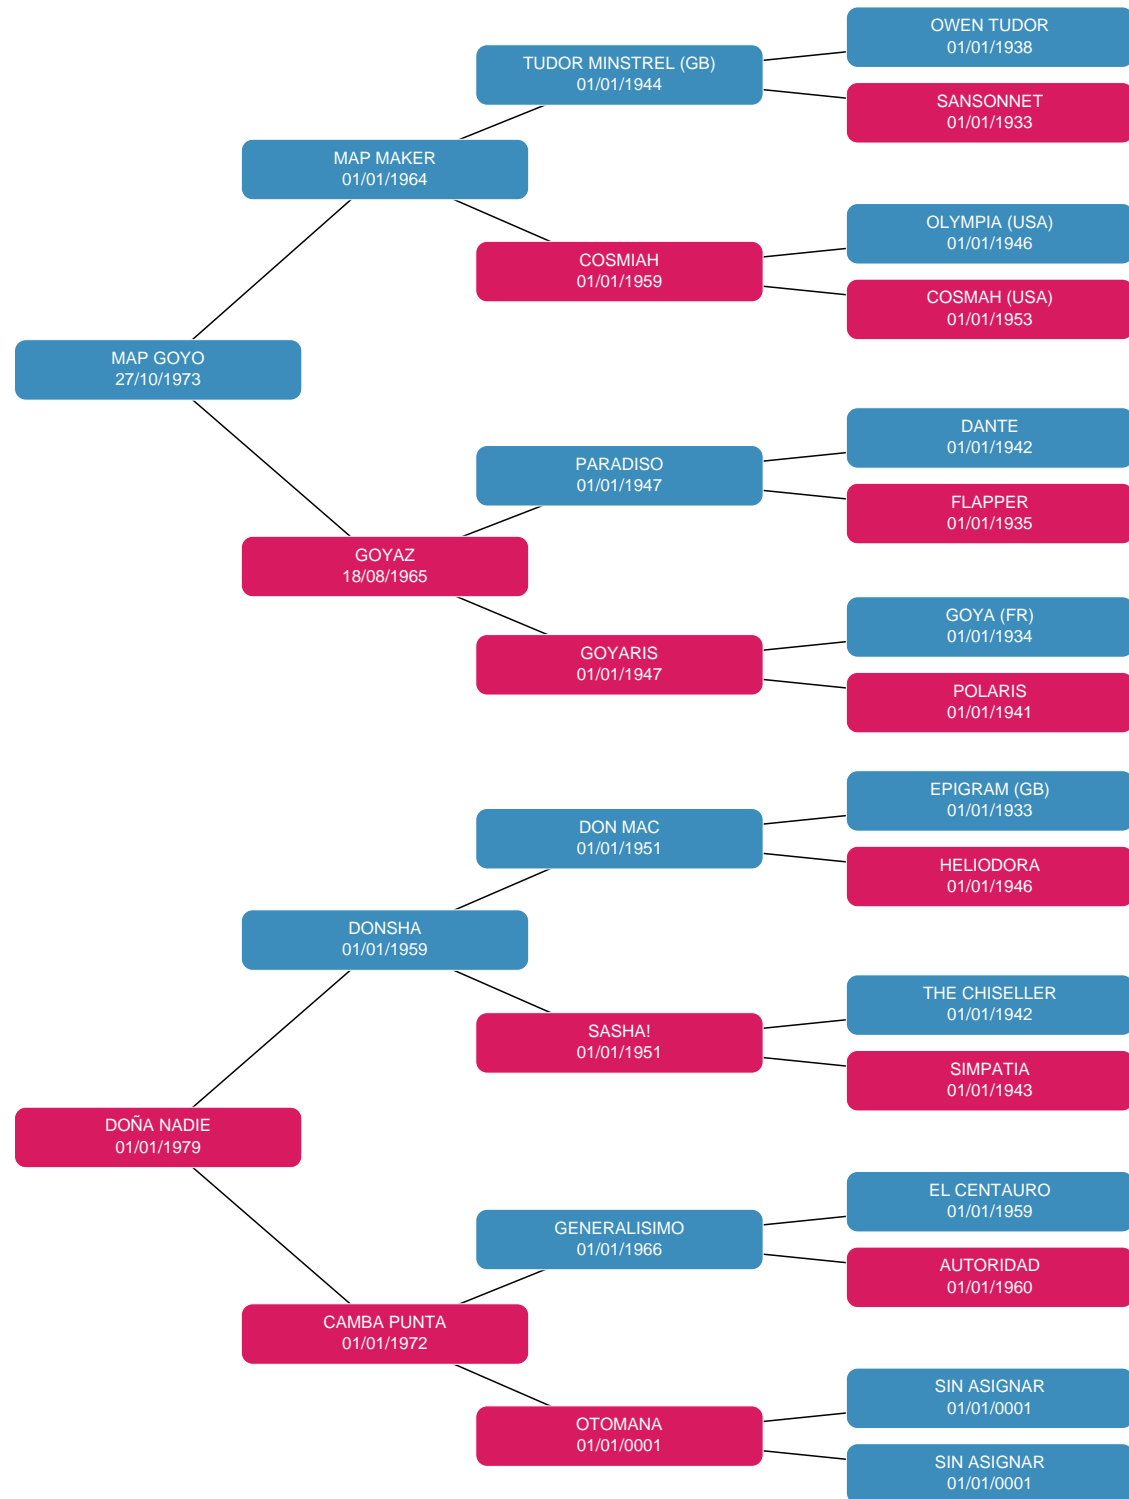 OWEN TUDOR
01/01/1938
TUDOR MINSTREL (GB)
01/01/1944
SANSONNET
01/01/1933
MAP MAKER
01/01/1964
OLYMPIA (USA)
01/01/1946
COSMIAH
01/01/1959
COSMAH (USA)
01/01/1953
MAP GOYO
27/10/1973
DANTE
01/01/1942
PARADISO
01/01/1947
FLAPPER
01/01/1935
GOYAZ
18/08/1965
GOYA (FR)
01/01/1934
GOYARIS
01/01/1947
POLARIS
01/01/1941
EPIGRAM (GB)
01/01/1933
DON MAC
01/01/1951
HELIODORA
01/01/1946
DONSHA
01/01/1959
THE CHISELLER
01/01/1942
SASHA!
01/01/1951
SIMPATIA
01/01/1943
DOÑA NADIE
01/01/1979
EL CENTAURO
01/01/1959
GENERALISIMO
01/01/1966
AUTORIDAD
01/01/1960
CAMBA PUNTA
01/01/1972
SIN ASIGNAR
01/01/0001
OTOMANA
01/01/0001
SIN ASIGNAR
01/01/0001